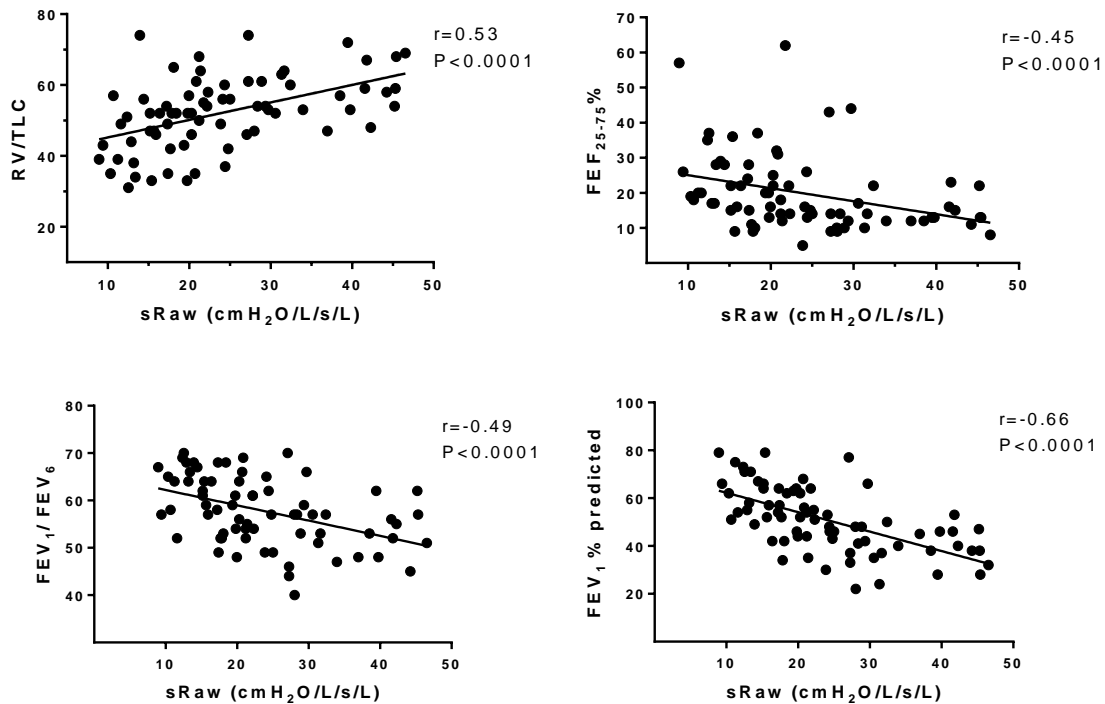 80
60
40
20
RV/TLC
10 20 30 40 50
sRaw (cmH₂O/L/s/L)
r=0.53
P<0.0001
70
60
50
40
30
20
10
FEF₂₅₋₇₅%
10 20 30 40 50
sRaw (cmH₂O/L/s/L)
r=-0.45
P<0.0001
80
70
60
50
40
FEV₁/ FEV₆
10 20 30 40 50
sRaw (cmH₂O/L/s/L)
r=-0.49
P<0.0001
100
80
60
40
20
FEV₁ % predicted
10 20 30 40 50
sRaw (cmH₂O/L/s/L)
r=-0.66
P<0.0001